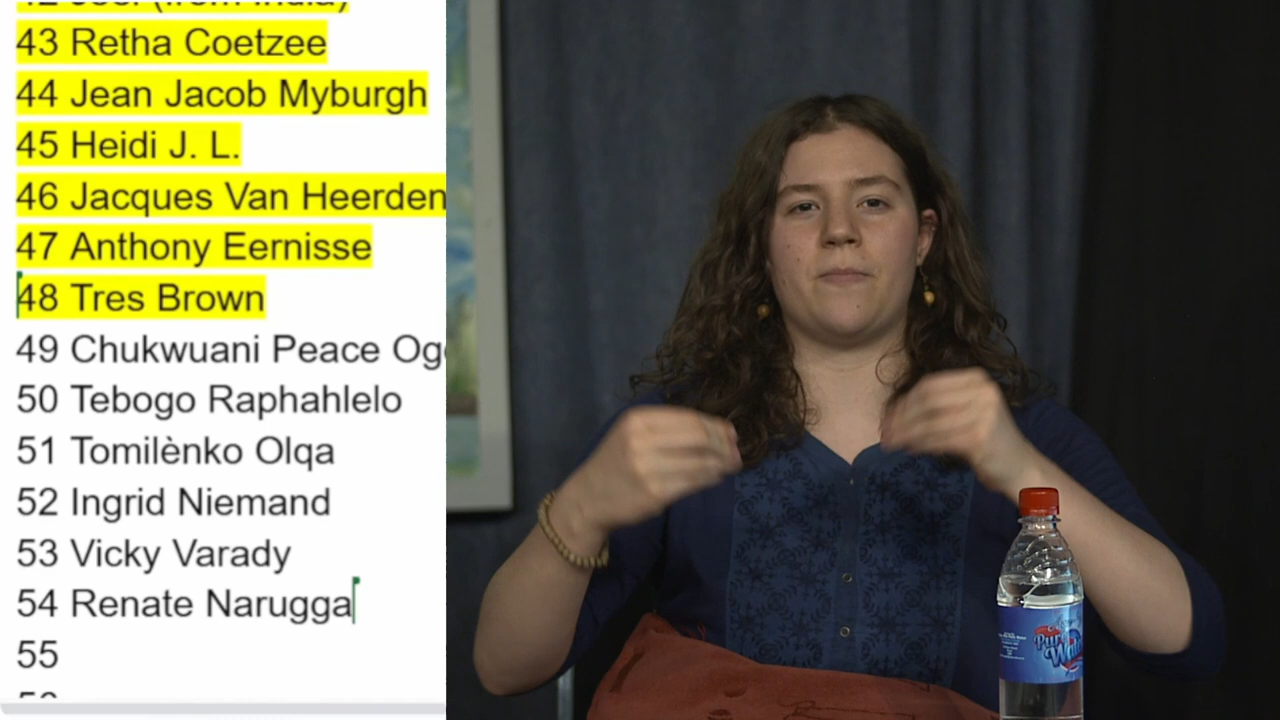 43 Retha Coetzee
44 Jean Jacob Myburgh
45 Heidi J. L.
46 Jacques Van Heerden
47 Anthony Eernisse
48 Tres Brown
49 Chukwuani Peace
50 Tebogo Raphahlelo
51 Tomilènko Olqa
52 Ingrid Niemand
53 Vicky Varady
54 Renate Narugga
55